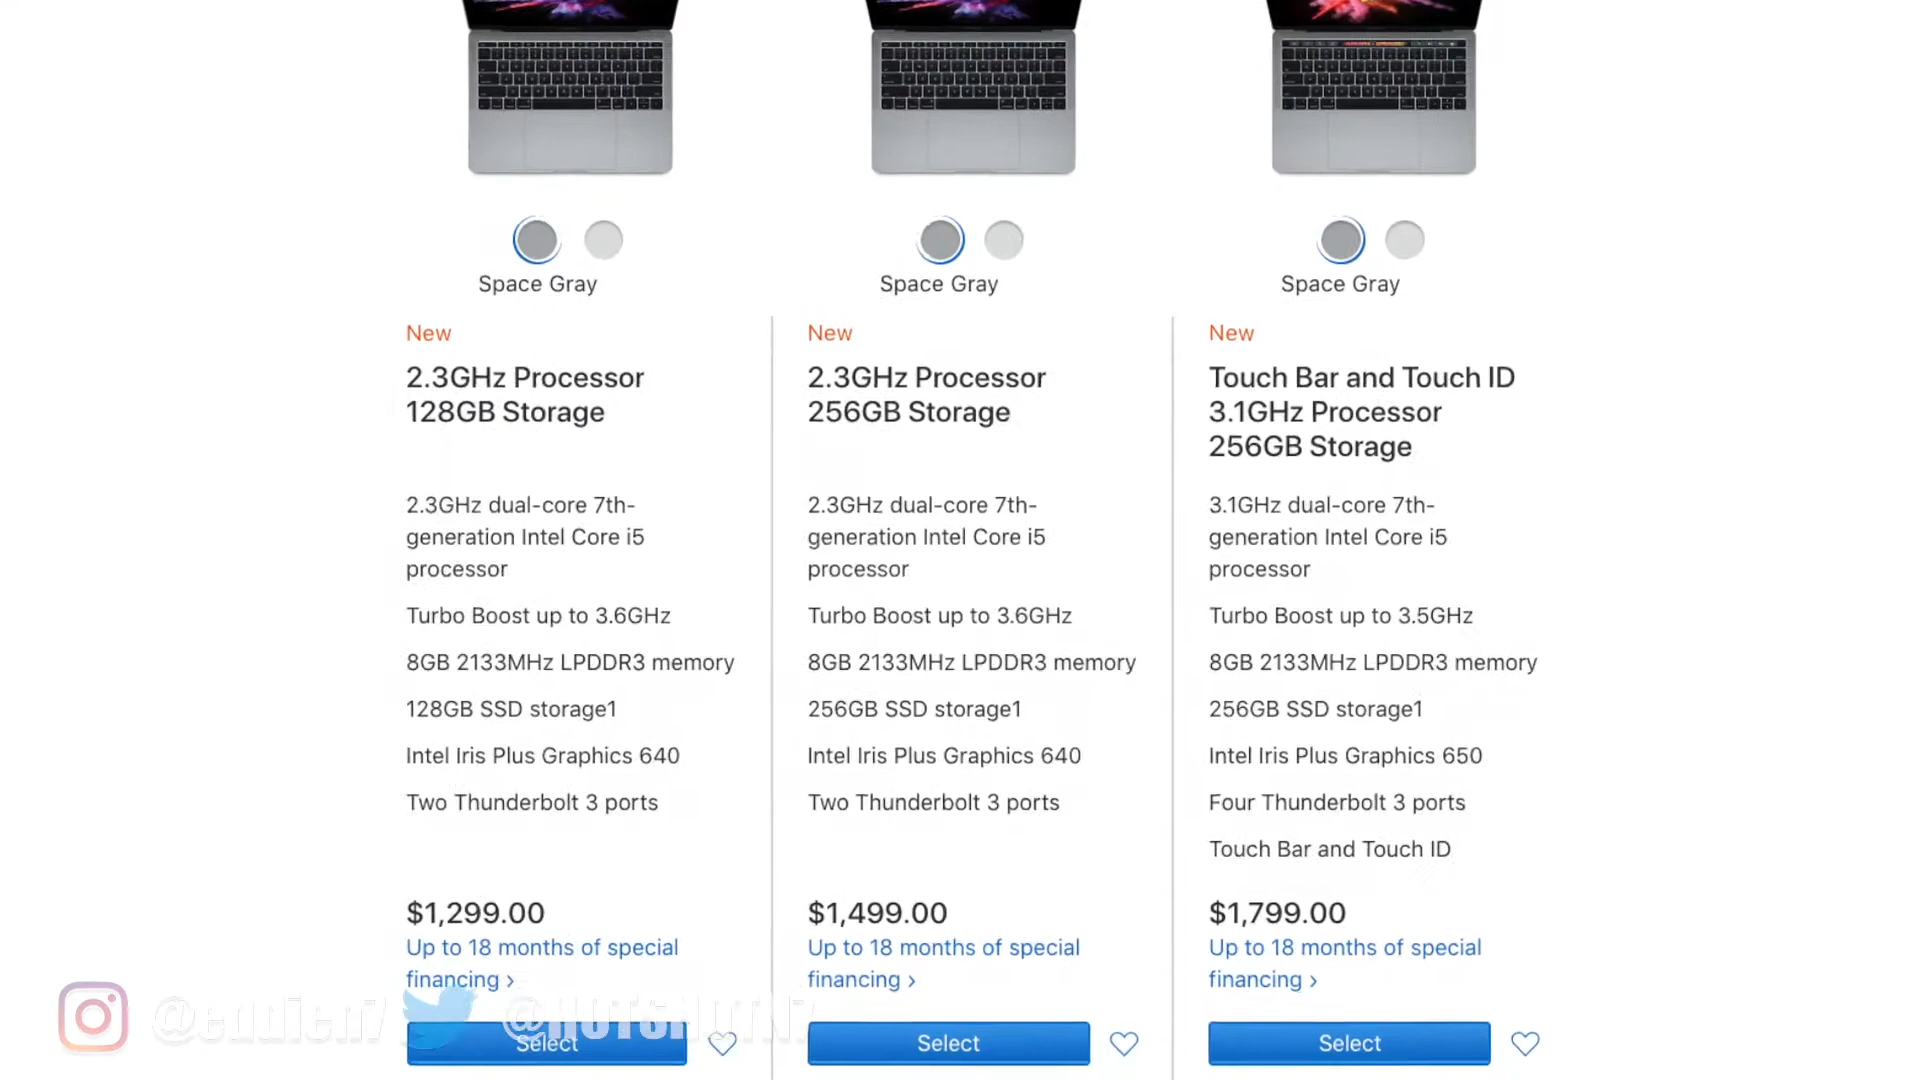 Space Gray
New
2.3GHz Processor
128GB Storage
2.3GHz dual-core 7th-
generation Intel Core i5
processor
Turbo Boost up to 3.6GHz
8GB 2133MHz LPDDR3 memory
128GB SSD storage1
Intel Iris Plus Graphics 640
Two Thunderbolt 3 ports
$1,299.00
Up to 18 months of special
financing ›
Select
Space Gray
New
2.3GHz Processor
256GB Storage
2.3GHz dual-core 7th-
generation Intel Core i5
processor
Turbo Boost up to 3.6GHz
8GB 2133MHz LPDDR3 memory
256GB SSD storage1
Intel Iris Plus Graphics 640
Two Thunderbolt 3 ports
$1,499.00
Up to 18 months of special
financing ›
Select
Space Gray
New
Touch Bar and Touch ID
3.1GHz Processor
256GB Storage
3.1GHz dual-core 7th-
generation Intel Core i5
processor
Turbo Boost up to 3.5GHz
8GB 2133MHz LPDDR3 memory
256GB SSD storage1
Intel Iris Plus Graphics 650
Four Thunderbolt 3 ports
Touch Bar and Touch ID
$1,799.00
Up to 18 months of special
financing ›
Select